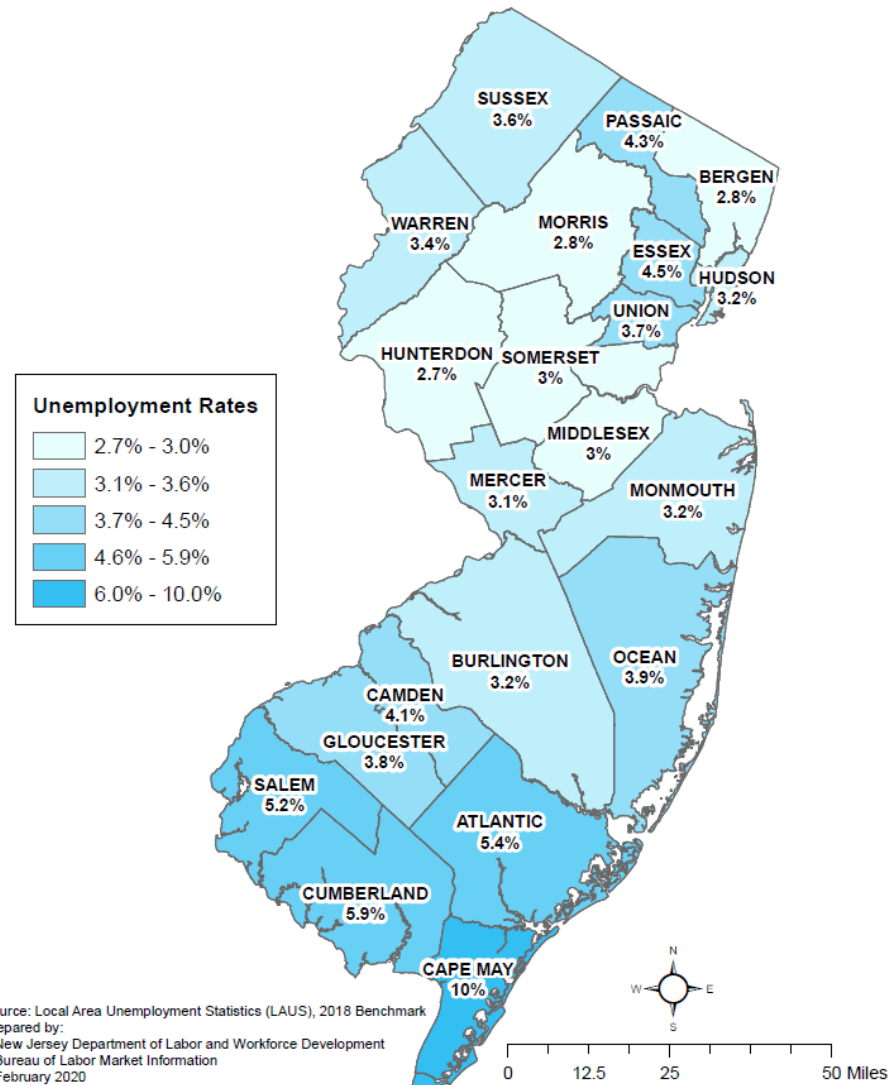 SUSSEX
3.6%
PASSAIC
4.3%
BERGEN
2.8%
WARREN
3.4%
MORRIS
2.8%
ESSEX
4.5%
HUDSON
3.2%
UNION
3.7%
HUNTERDON
2.7%
SOMERSET
3%
Unemployment Rates
2.7% - 3.0%
3.1% - 3.6%
3.7% - 4.5%
4.6% - 5.9%
6.0% - 10.0%
MIDDLESEX
3%
MERCER
3.1%
MONMOUTH
3.2%
BURLINGTON
3.2%
OCEAN
3.9%
CAMDEN
4.1%
GLOUCESTER
3.8%
SALEM
5.2%
ATLANTIC
5.4%
CUMBERLAND
5.9%
CAPE MAY
10%
N
W E
S
urce: Local Area Unemployment Statistics (LAUS), 2018 Benchmark
epared by:
New Jersey Department of Labor and Workforce Development
Bureau of Labor Market Information
February 2020
0 12.5 25 50 Miles